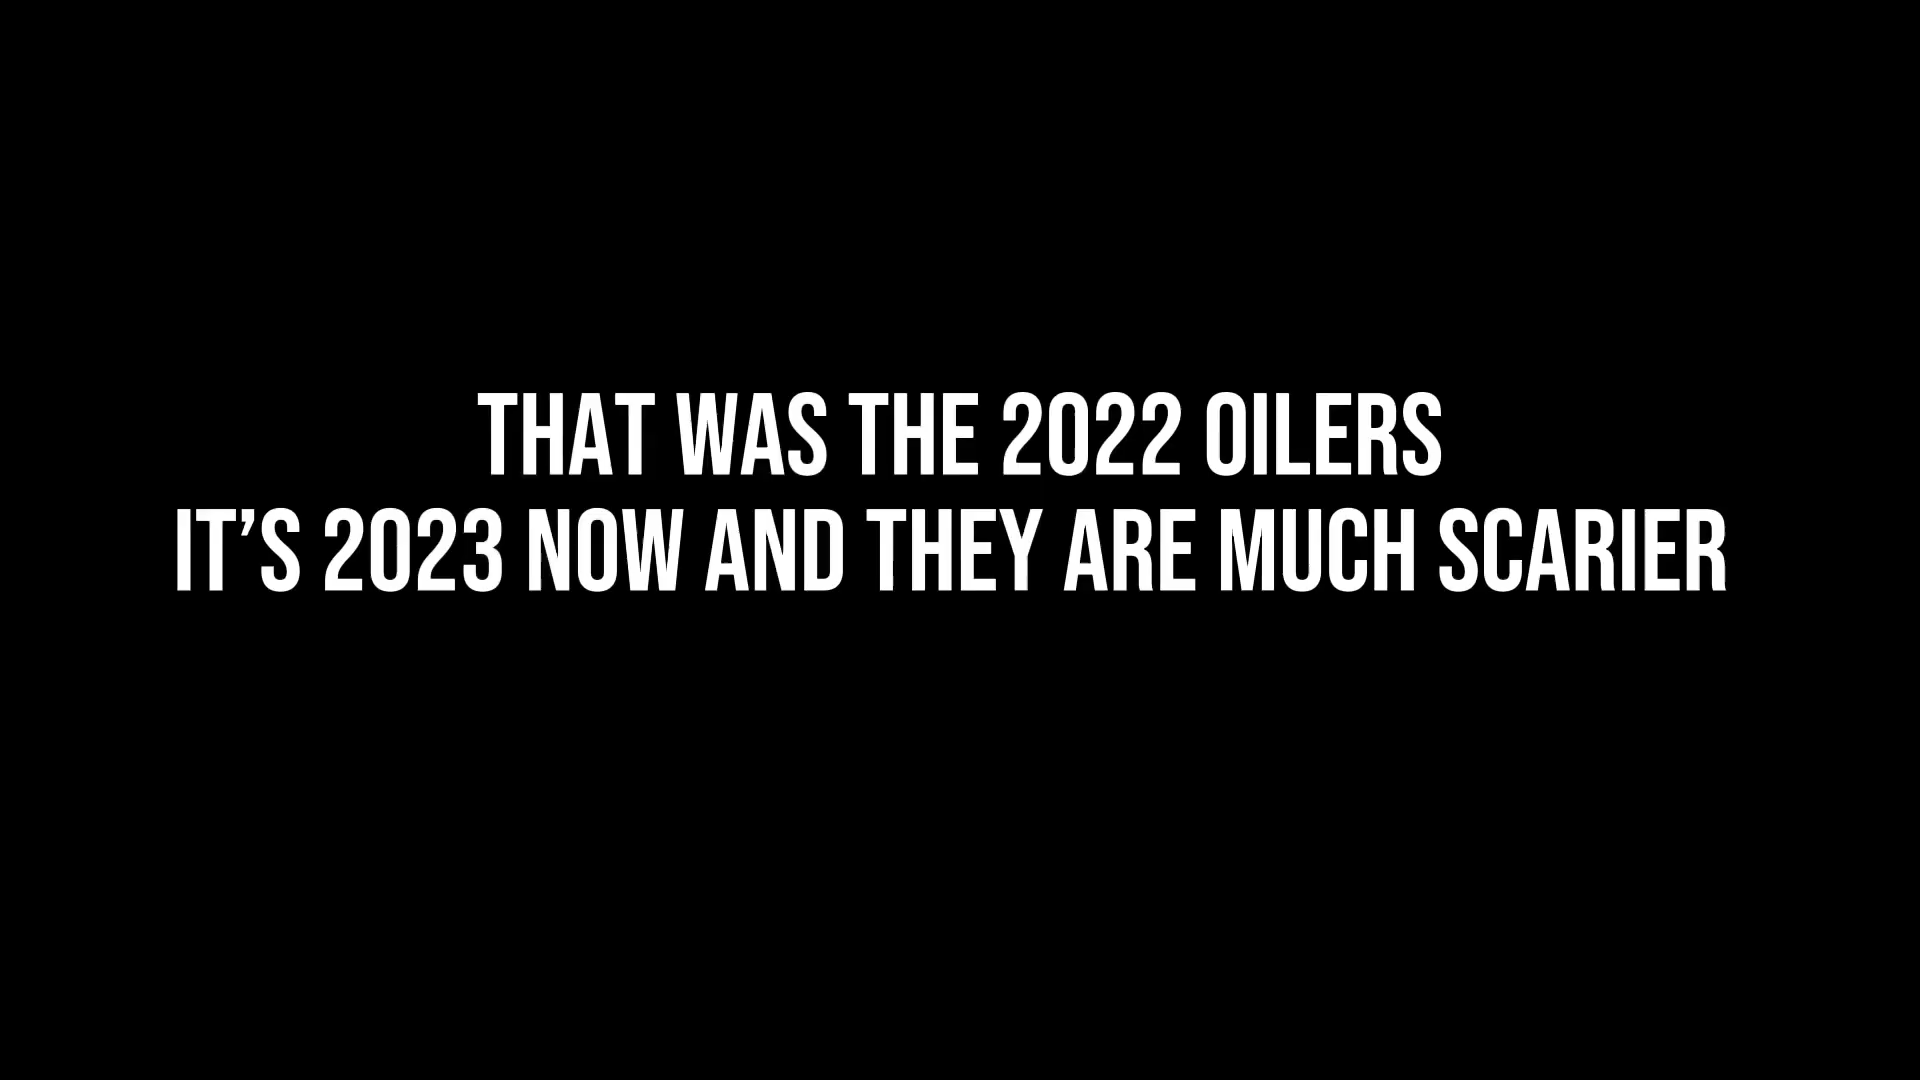 THAT WAS THE 2022 OILERS
IT’S 2023 NOW AND THEY ARE MUCH SCARIER